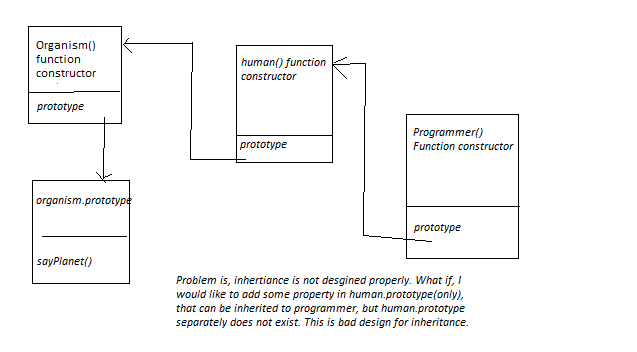 Organism()
function
constructor
prototype
organism.prototype
sayPlanet()
human() function
constructor
prototype
Programmer()
Function constructor
prototype
Problem is, inhertiance is not desgined properly. What if, I
would like to add some property in human.prototype(only),
that can be inherited to programmer, but human.prototype
separately does not exist. This is bad design for inheritance.